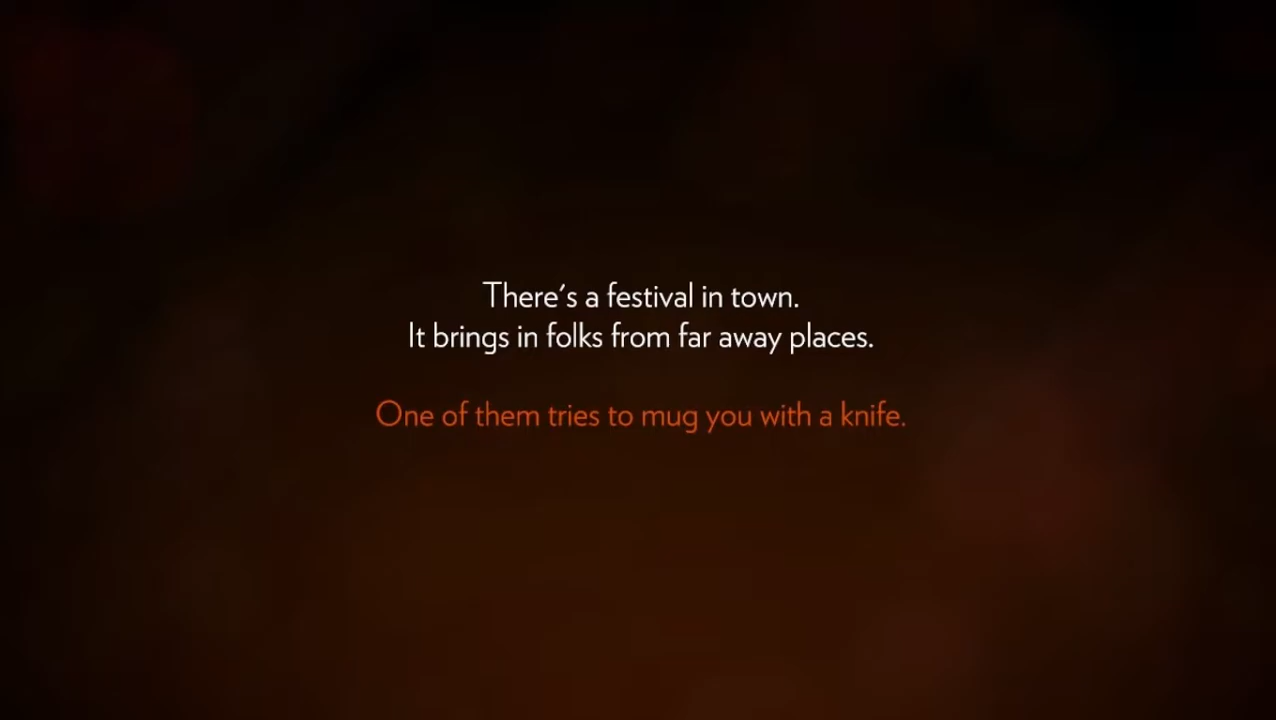 There's a festival in town.
It brings in folks from far away places.
One of them tries to mug you with a knife.